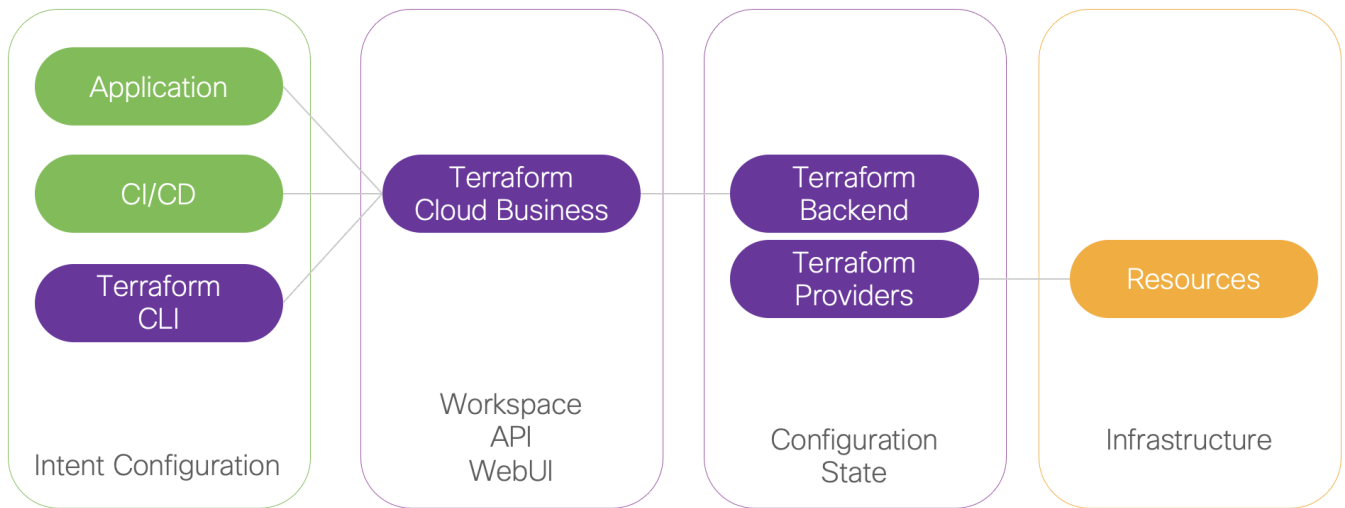 Application
CI/CD
Terraform
CLI
Intent Configuration
Terraform
Cloud Business
Workspace
API
WebUI
Terraform
Backend
Terraform
Providers
Configuration
State
Resources
Infrastructure